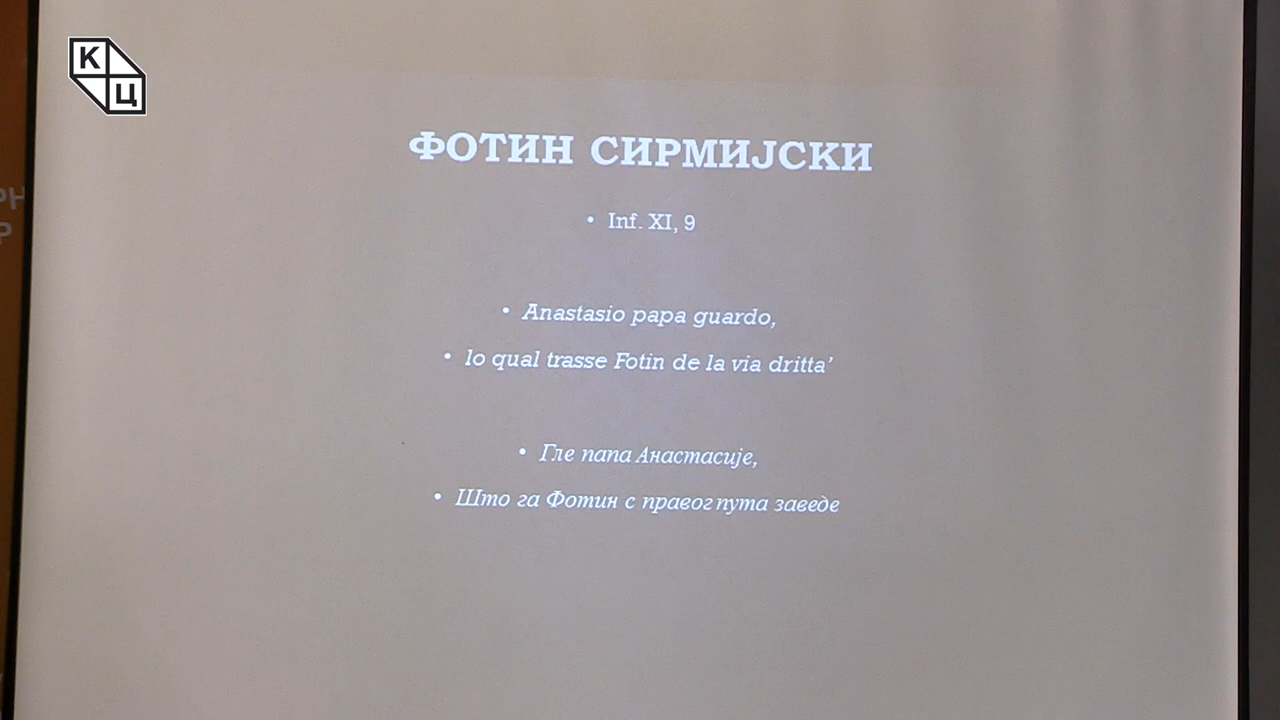 К
Ц
РН
Р
ФОТИН СИРМИЈСКИ
• Inf. XI, 9
• Anastasio papa guardo,
• lo qual trasse Fotin de la via dritta’
• Гле папа Анастасије,
• Што га Фотин с правог пута заведе